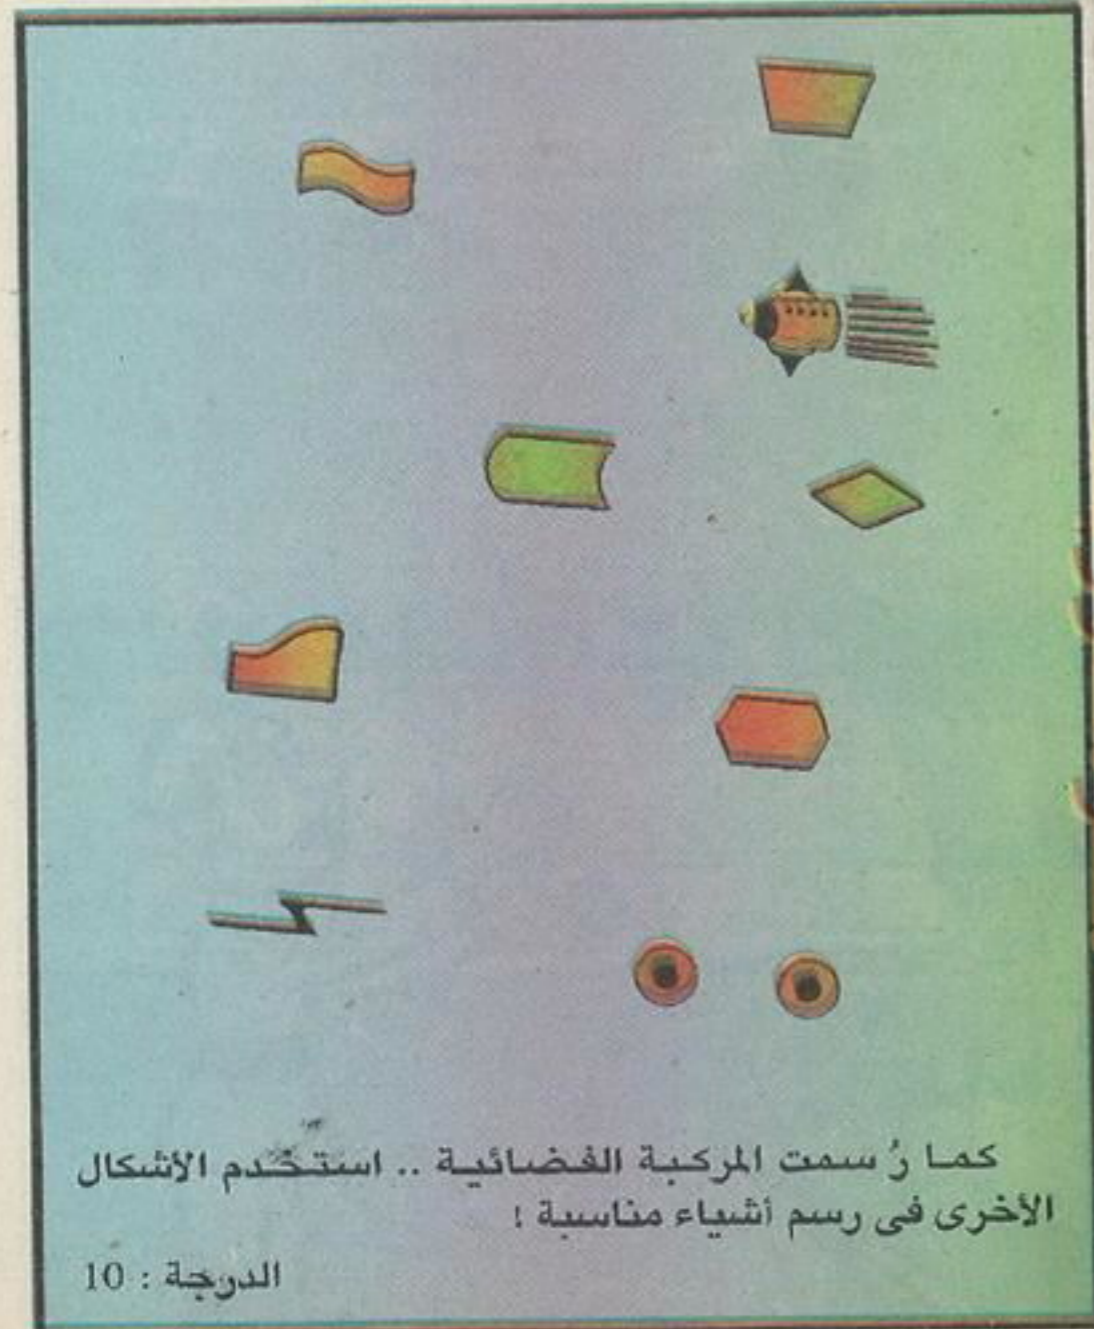 كما رُسمت المركبة الفضائية .. استخدم الأشكال
الأخرى فى رسم أشياء مناسبة !
الدرجة : 10